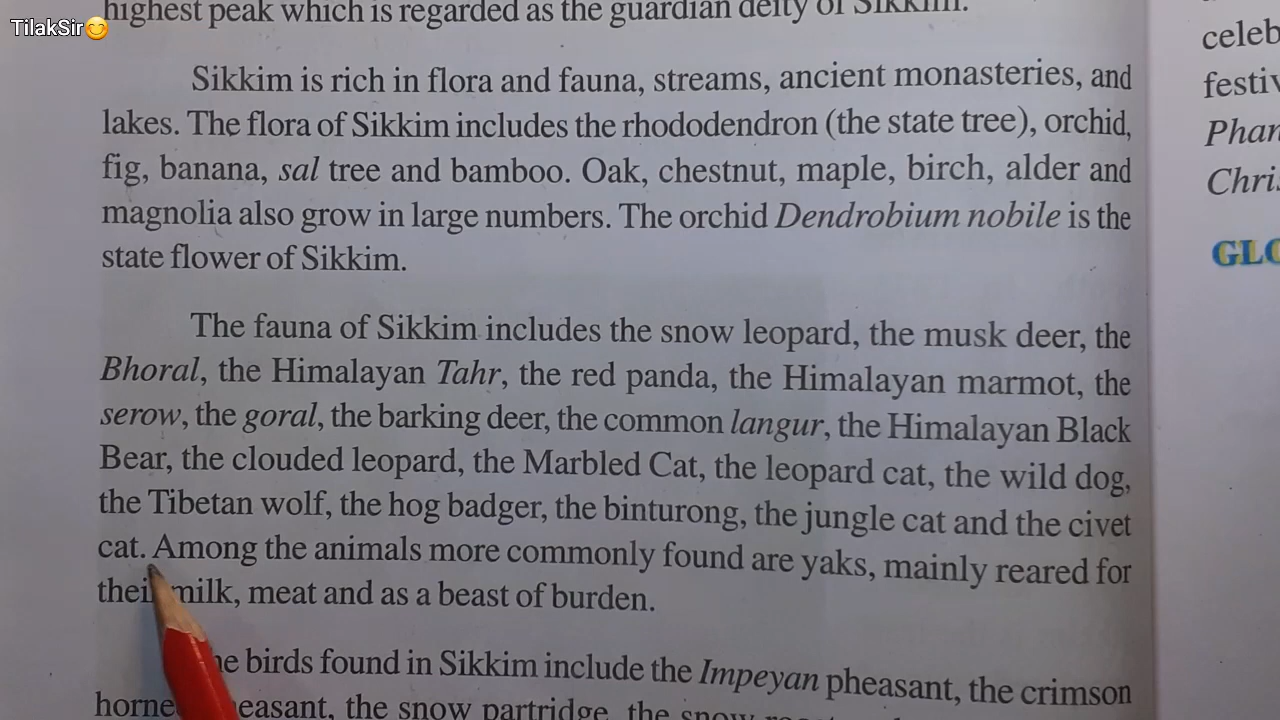 TilakSir😊
highest peak which is regarded as the guardian deity of Sikkim.
Sikkim is rich in flora and fauna, streams, ancient monasteries, and
lakes. The flora of Sikkim includes the rhododendron (the state tree), orchid,
fig, banana, sal tree and bamboo. Oak, chestnut, maple, birch, alder and
magnolia also grow in large numbers. The orchid Dendrobium nobile is the
state flower of Sikkim.
The fauna of Sikkim includes the snow leopard, the musk deer, the
Bhoral, the Himalayan Tahr, the red panda, the Himalayan marmot, the
serow, the goral, the barking deer, the common langur, the Himalayan Black
Bear, the clouded leopard, the Marbled Cat, the leopard cat, the wild dog,
the Tibetan wolf, the hog badger, the binturong, the jungle cat and the civet
cat. Among the animals more commonly found are yaks, mainly reared for
their milk, meat and as a beast of burden.
he birds found in Sikkim include the Impeyan pheasant, the crimson
horne easant, the snow partridge, the snow
celeb
festiv
Phan
Chris
GLO